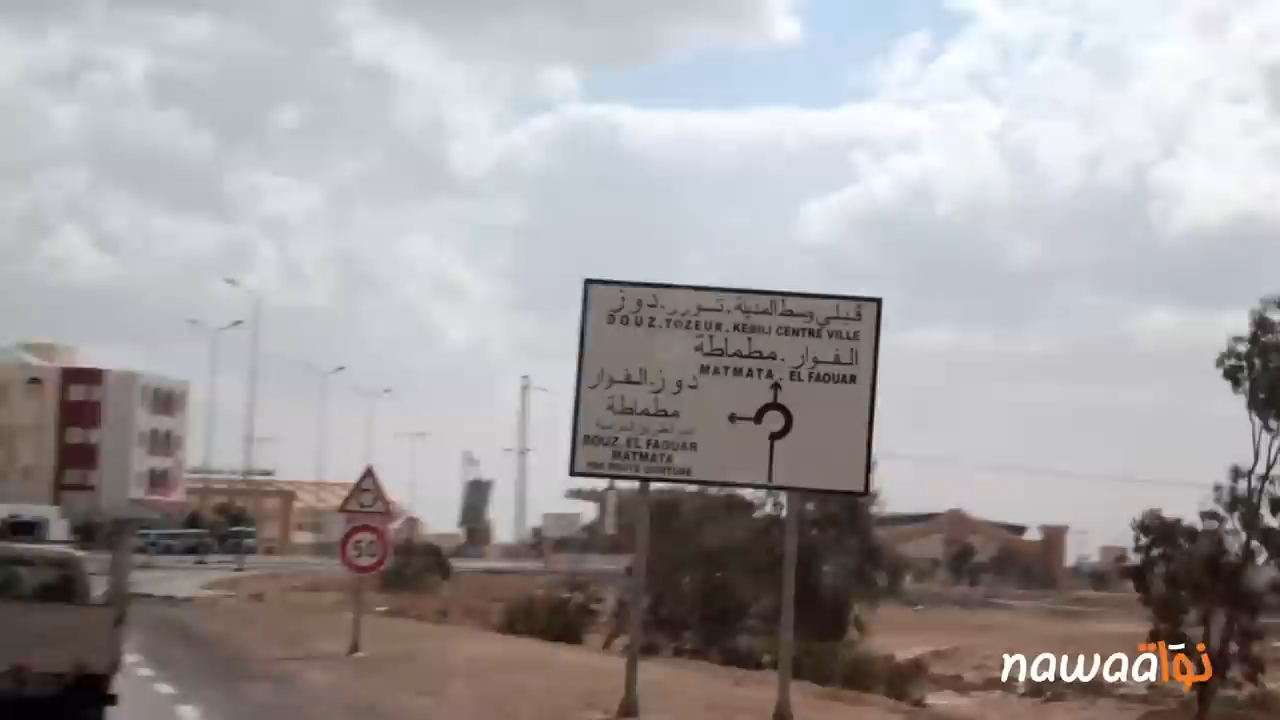 قبلي وسط المدينة . توزر . دوز
DOUZ . TOZEUR . KEBILI CENTRE VILLE
الفوار . مطماطة
MATMATA . EL FAOUAR
دوز . الفوار
مطماطة
DOUZ . EL FAOUAR
MATMATA
50
nawaat نواة